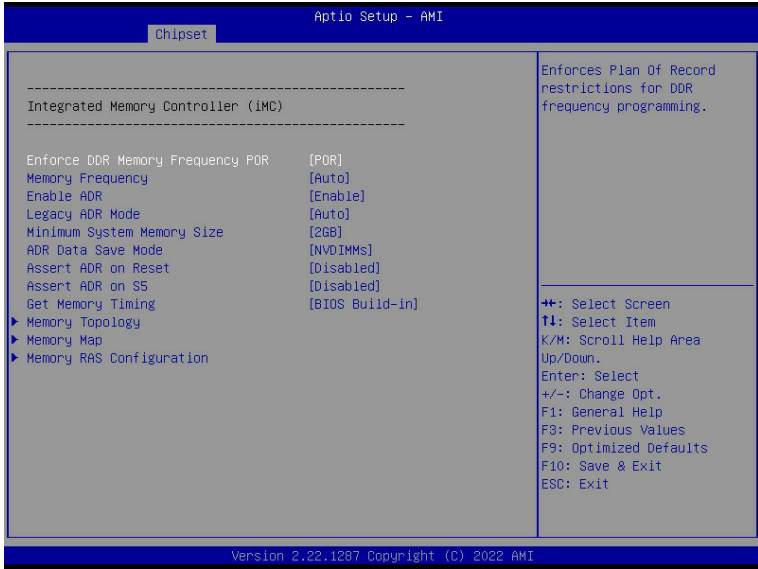 Aptio Setup – AMI
Chipset
--------------------------------------------------
Integrated Memory Controller (iMC)
--------------------------------------------------
Enforce DDR Memory Frequency POR [POR]
Memory Frequency [Auto]
Enable ADR [Enable]
Legacy ADR Mode [Auto]
Minimum System Memory Size [2GB]
ADR Data Save Mode [NVDIMMs]
Assert ADR on Reset [Disabled]
Assert ADR on S5 [Disabled]
Get Memory Timing [BIOS Build-in]
▶ Memory Topology
▶ Memory Map
▶ Memory RAS Configuration
Enforces Plan Of Record
restrictions for DDR
frequency programming.
→←: Select Screen
↑↓: Select Item
K/M: Scroll Help Area
Up/Down.
Enter: Select
+/-: Change Opt.
F1: General Help
F3: Previous Values
F9: Optimized Defaults
F10: Save & Exit
ESC: Exit
Version 2.22.1287 Copyright (C) 2022 AMI